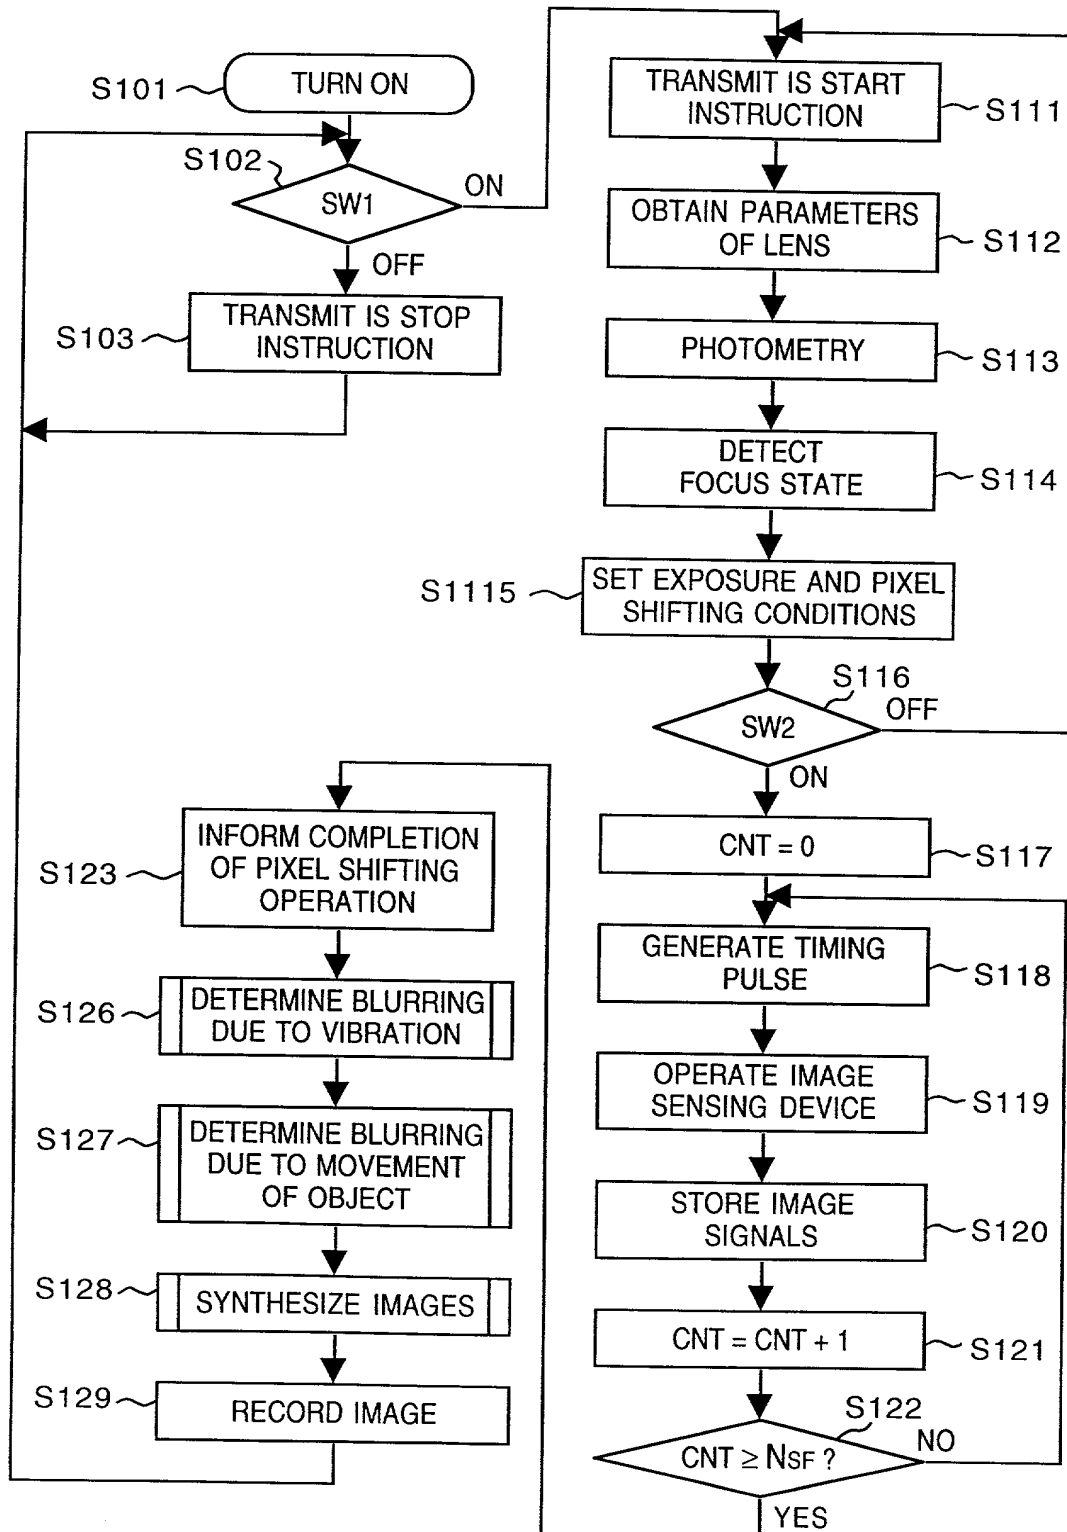 S101
TURN ON
S102
SW1
ON
OFF
S103
TRANSMIT IS STOP
INSTRUCTION
TRANSMIT IS START
INSTRUCTION
S111
OBTAIN PARAMETERS
OF LENS
S112
PHOTOMETRY
S113
DETECT
FOCUS STATE
S114
S1115
SET EXPOSURE AND PIXEL
SHIFTING CONDITIONS
S116
SW2
OFF
ON
CNT = 0
S117
GENERATE TIMING
PULSE
S118
OPERATE IMAGE
SENSING DEVICE
S119
STORE IMAGE
SIGNALS
S120
CNT = CNT + 1
S121
S122
CNT ≥ NSF ?
NO
YES
S123
INFORM COMPLETION
OF PIXEL SHIFTING
OPERATION
S126
DETERMINE BLURRING
DUE TO VIBRATION
S127
DETERMINE BLURRING
DUE TO MOVEMENT
OF OBJECT
S128
SYNTHESIZE IMAGES
S129
RECORD IMAGE